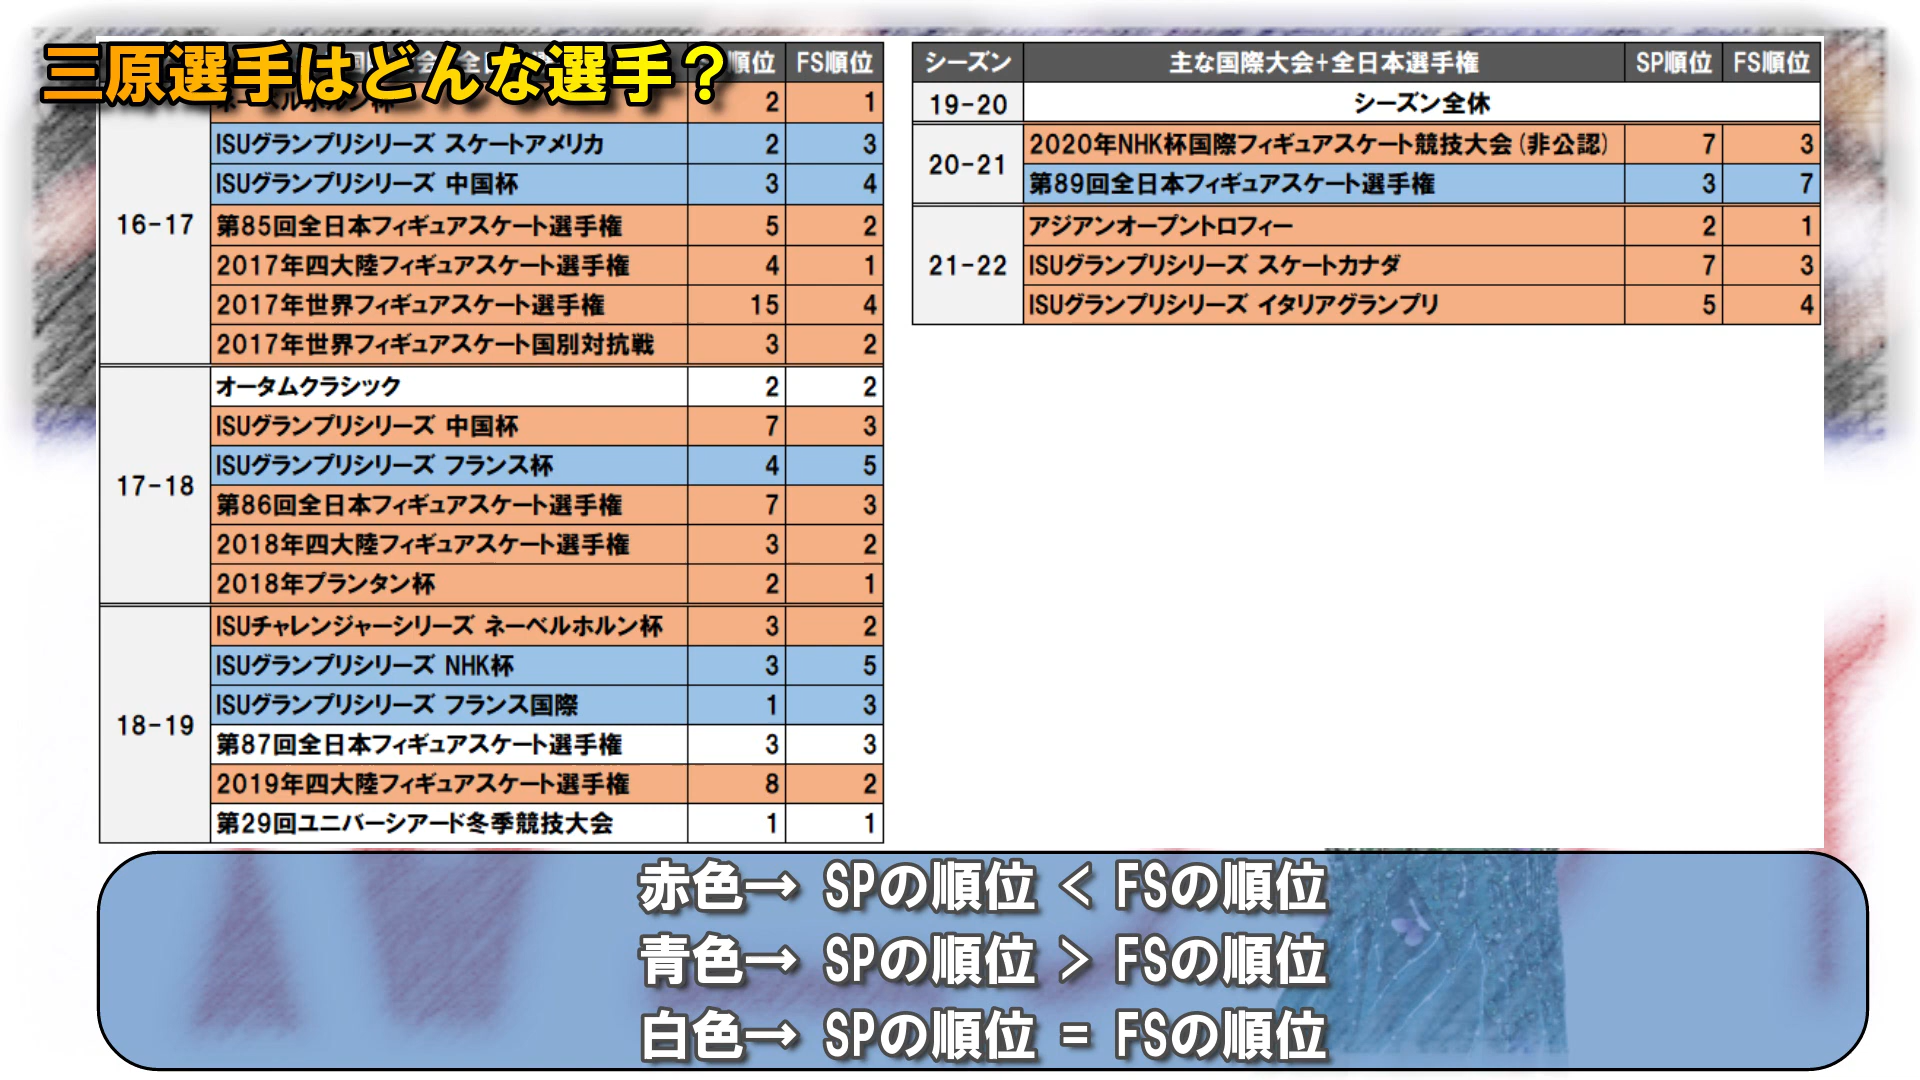 三原選手はどんな選手？
順位 FS順位
ネーベルホルン杯 2 1
ISUグランプリシリーズ スケートアメリカ 2 3
ISUグランプリシリーズ 中国杯 3 4
16-17 第85回全日本フィギュアスケート選手権 5 2
2017年四大陸フィギュアスケート選手権 4 1
2017年世界フィギュアスケート選手権 15 4
2017年世界フィギュアスケート国別対抗戦 3 2
オータムクラシック 2 2
ISUグランプリシリーズ 中国杯 7 3
ISUグランプリシリーズ フランス杯 4 5
17-18 第86回全日本フィギュアスケート選手権 7 3
2018年四大陸フィギュアスケート選手権 3 2
2018年プランタン杯 2 1
ISUチャレンジャーシリーズ ネーベルホルン杯 3 2
ISUグランプリシリーズ NHK杯 3 5
ISUグランプリシリーズ フランス国際 1 3
18-19 第87回全日本フィギュアスケート選手権 3 3
2019年四大陸フィギュアスケート選手権 8 2
第29回ユニバーシアード冬季競技大会 1 1
シーズン 主な国際大会+全日本選手権 SP順位 FS順位
19-20 シーズン全休
20-21 2020年NHK杯国際フィギュアスケート競技大会(非公認) 7 3
第89回全日本フィギュアスケート選手権 3 7
アジアンオープントロフィー 2 1
21-22 ISUグランプリシリーズ スケートカナダ 7 3
ISUグランプリシリーズ イタリアグランプリ 5 4
赤色→ SPの順位 < FSの順位
青色→ SPの順位 > FSの順位
白色→ SPの順位 = FSの順位